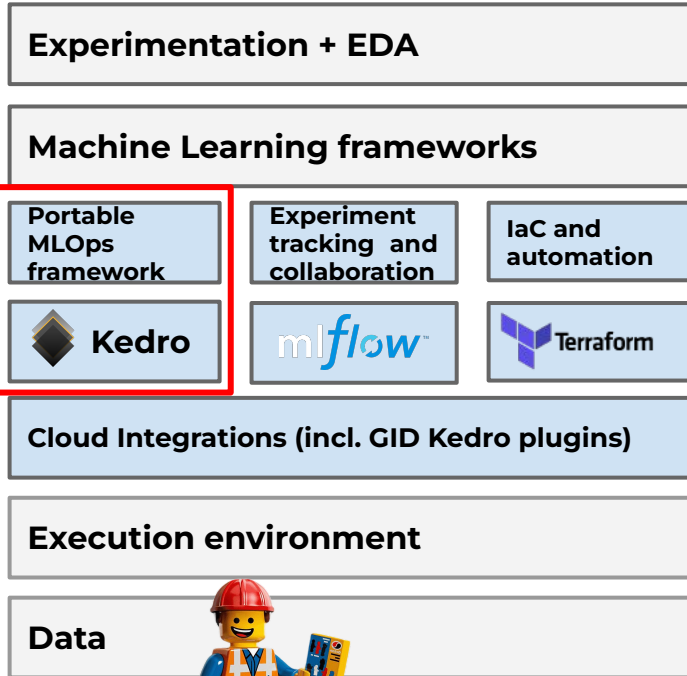 Experimentation + EDA
Machine Learning frameworks
Portable
MLOps
framework
Experiment
tracking and
collaboration
IaC and
automation
Kedro
mlflow™
Terraform
Cloud Integrations (incl. GID Kedro plugins)
Execution environment
Data